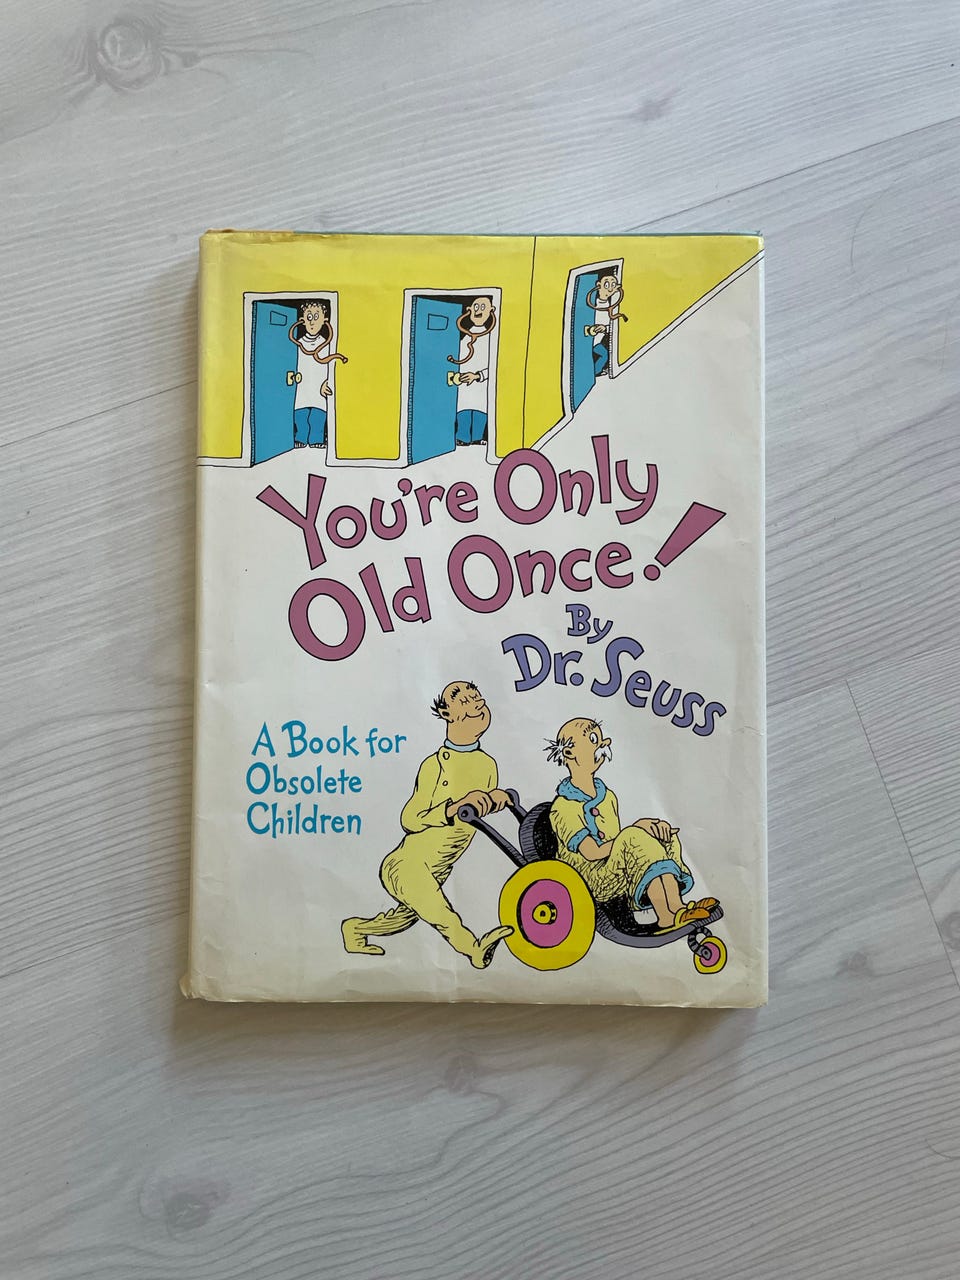 You're Only
Old Once!
By
Dr. Seuss
A Book for
Obsolete
Children